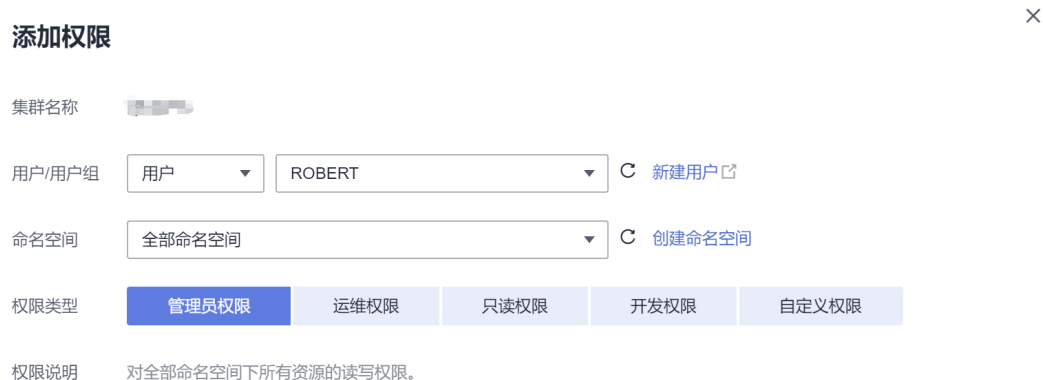 添加权限
集群名称
用户/用户组 用户 ROBERT 新建用户
命名空间 全部命名空间 创建命名空间
权限类型 管理员权限 运维权限 只读权限 开发权限 自定义权限
权限说明 对全部命名空间下所有资源的读写权限。